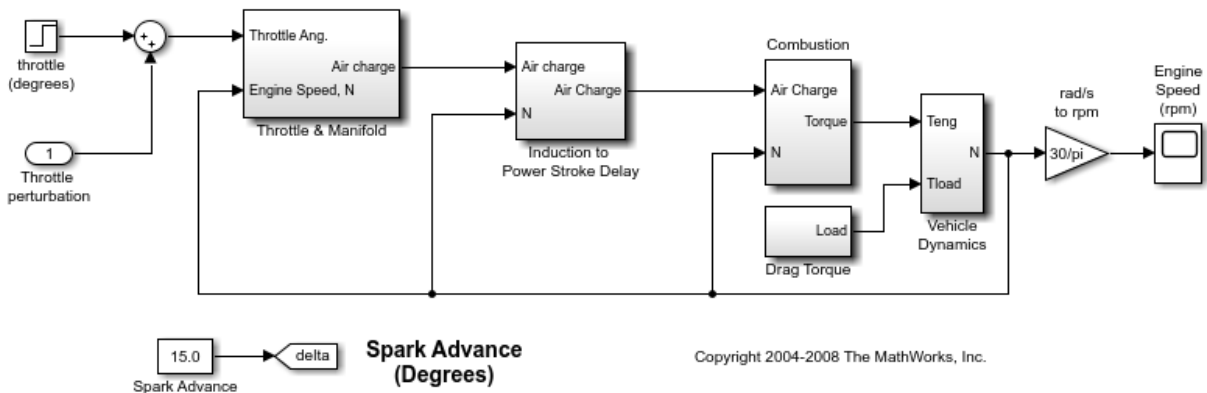 throttle
(degrees)
+
+
1
Throttle
perturbation
Throttle Ang.
Air charge
Engine Speed, N
Throttle & Manifold
Air charge
Air Charge
N
Induction to
Power Stroke Delay
Combustion
Air Charge
Torque
N
Load
Drag Torque
Teng
N
Tload
Vehicle
Dynamics
rad/s
to rpm
30/pi
Engine
Speed
(rpm)
15.0
Spark Advance
delta
Spark Advance
(Degrees)
Copyright 2004-2008 The MathWorks, Inc.